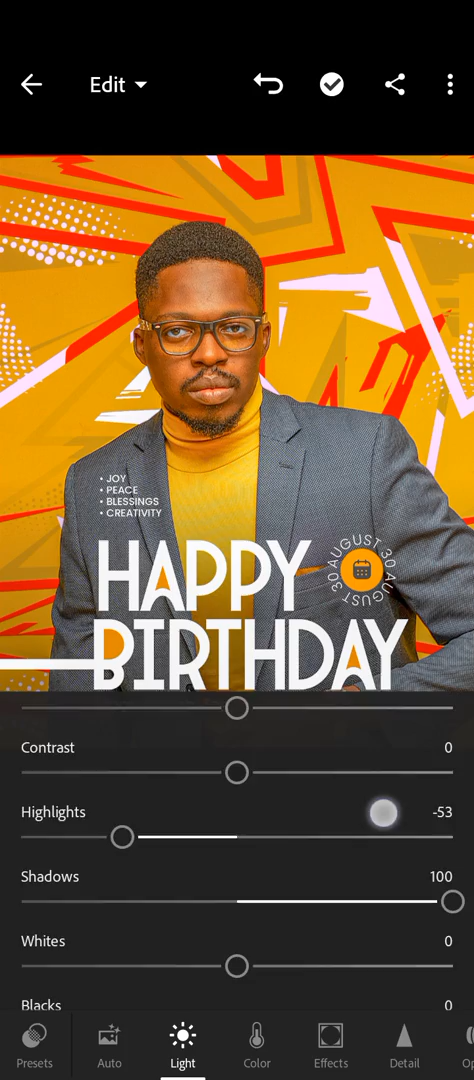 Edit
• JOY
• PEACE
• BLESSINGS
• CREATIVITY
HAPPY
30 AUGUST 30 AUGUST
BIRTHDAY
Contrast 0
Highlights -53
Shadows 100
Whites 0
Blacks 0
Presets Auto Light Color Effects Detail Op